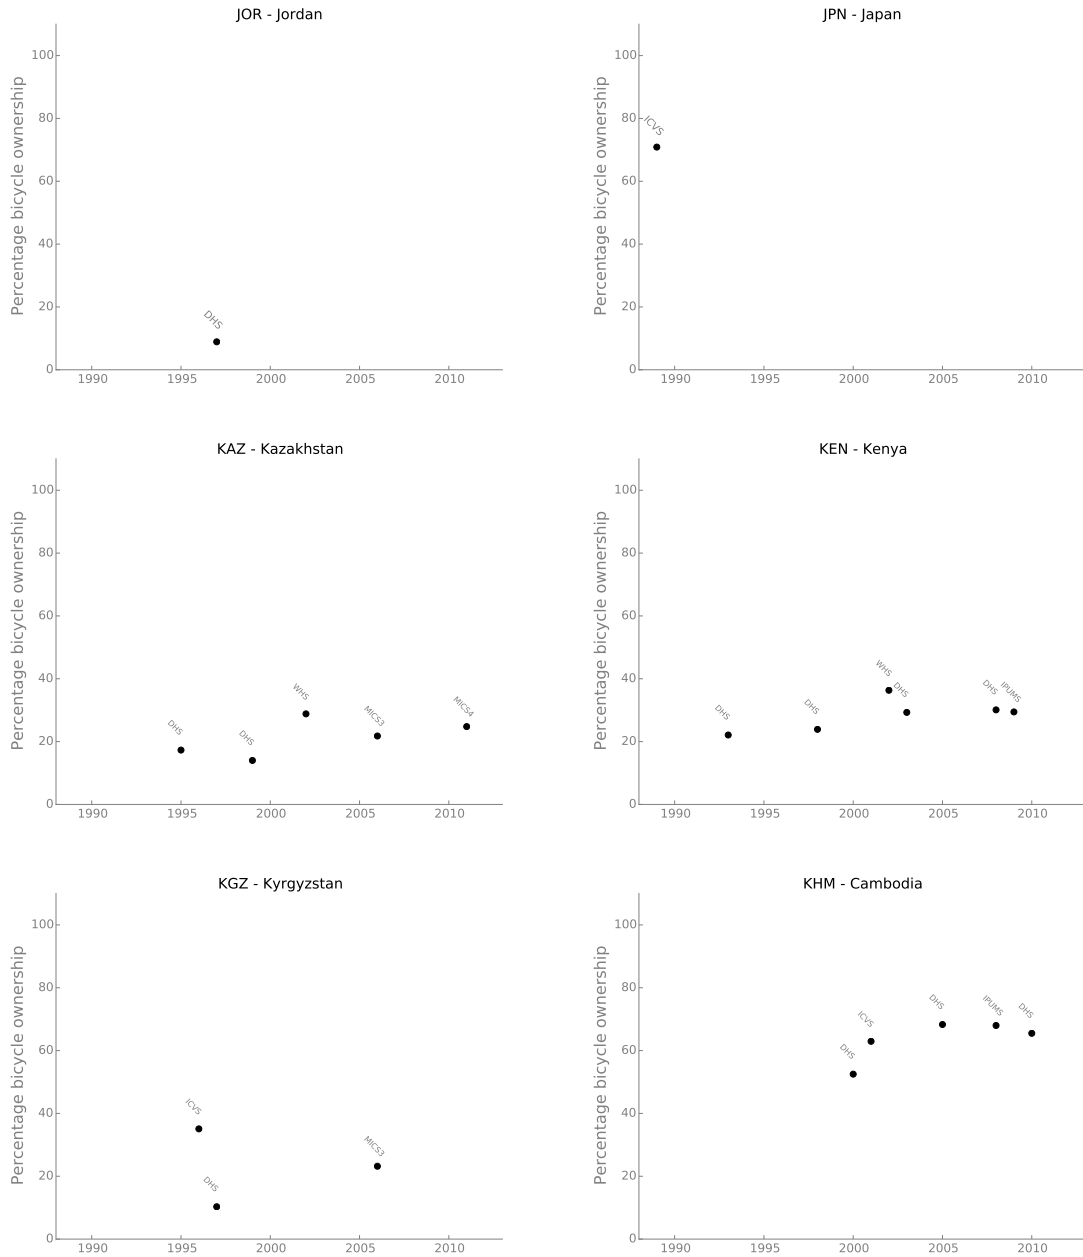 JOR - Jordan
Percentage bicycle ownership
100
80
60
40
20
0
DHS
1990 1995 2000 2005 2010
JPN - Japan
Percentage bicycle ownership
100
80
60
40
20
0
ICVS
1990 1995 2000 2005 2010
KAZ - Kazakhstan
Percentage bicycle ownership
100
80
60
40
20
0
DHS
DHS
WHS
MICS3
MICS4
1990 1995 2000 2005 2010
KEN - Kenya
Percentage bicycle ownership
100
80
60
40
20
0
DHS
DHS
WHS
DHS
DHS
IPUMS
1990 1995 2000 2005 2010
KGZ - Kyrgyzstan
Percentage bicycle ownership
100
80
60
40
20
0
ICVS
DHS
MICS3
1990 1995 2000 2005 2010
KHM - Cambodia
Percentage bicycle ownership
100
80
60
40
20
0
DHS
ICVS
DHS
IPUMS
DHS
1990 1995 2000 2005 2010